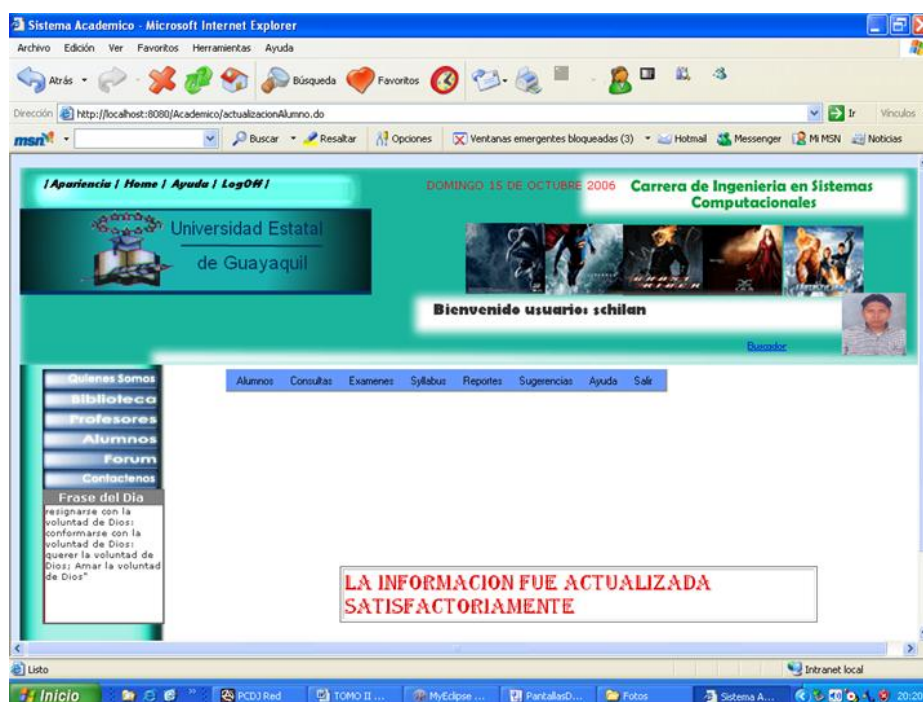 Sistema Academico - Microsoft Internet Explorer
Archivo Edición Ver Favoritos Herramientas Ayuda
Atrás Búsqueda Favoritos
Dirección http://localhost:8080/Academico/actualizacionAlumno.do Ir Vínculos
msn Buscar Resaltar Opciones Ventanas emergentes bloqueadas (3) Hotmail Messenger Mi MSN Noticias
/ Apariencia / Home / Ayuda / LogOff /
DOMINGO 15 DE OCTUBRE 2006
Carrera de Ingenieria en Sistemas
Computacionales
Universidad Estatal
de Guayaquil
Bienvenido usuario: schilan
Buscador
Quienes Somos
Biblioteca
Profesores
Alumnos
Forum
Contactenos
Alumnos Consultas Examenes Syllabus Reportes Sugerencias Ayuda Salir
Frase del Dia
resignarse con la
voluntad de Dios:
conformarse con la
voluntad de Dios:
querer la voluntad de
Dios; Amar la voluntad
de Dios"
LA INFORMACION FUE ACTUALIZADA
SATISFACTORIAMENTE
Listo Intranet local
Inicio PCDJ Red TOMO II ... MyEclipse ... PantallasD... Fotos Sistema A... 20:20